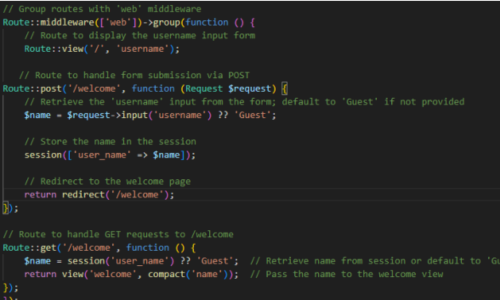 // Group routes with 'web' middleware
Route::middleware(['web'])->group(function () {
    // Route to display the username input form
    Route::view('/', 'username');
   // Route to handle form submission via POST
Route::post('/welcome', function (Request $request) {
    // Retrieve the 'username' input from the form; default to 'Guest' if not provided
    $name = $request->input('username') ?? 'Guest';
    // Store the name in the session
    session(['user_name' => $name]);
    // Redirect to the welcome page
    return redirect('/welcome');
});
// Route to handle GET requests to /welcome
Route::get('/welcome', function () {
    $name = session('user_name') ?? 'Guest';  // Retrieve name from session or default to 'Gu
    return view('welcome', compact('name'));  // Pass the name to the welcome view
});
});